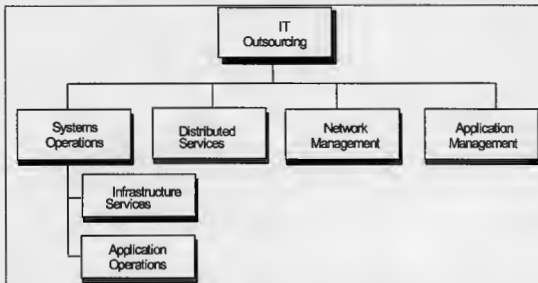 IT
Outsourcing
Systems
Operations
Distributed
Services
Network
Management
Application
Management
Infrastructure
Services
Application
Operations